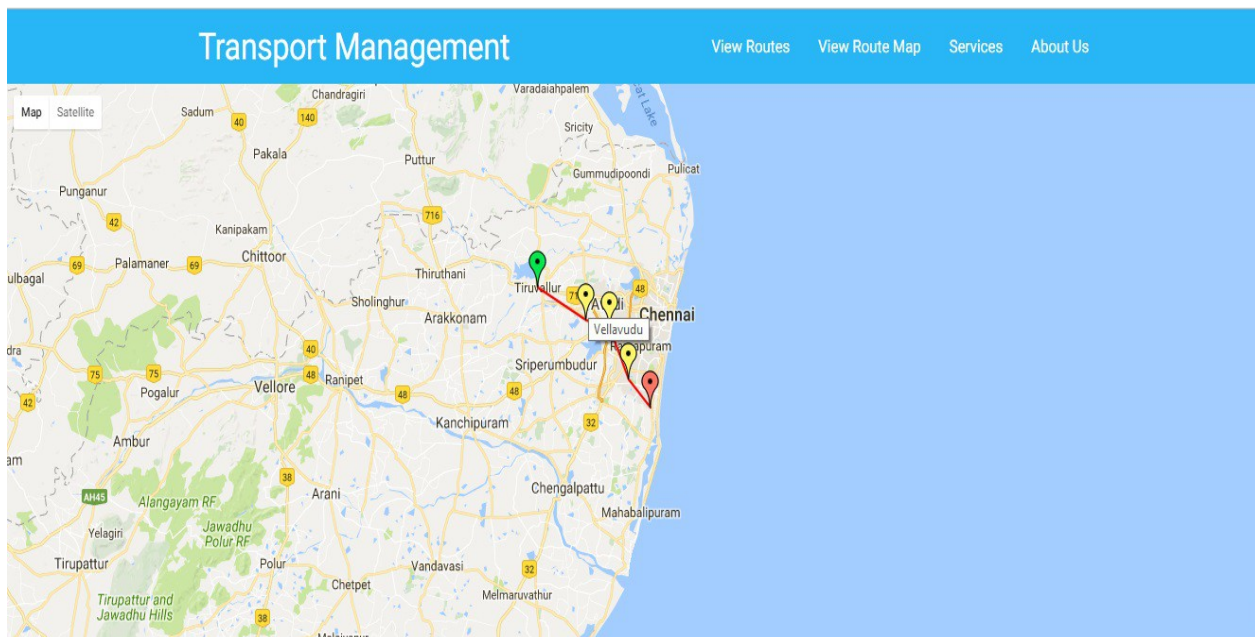 Transport Management
View Routes
View Route Map
Services
About Us
Map
Satellite
Chandragiri
Varadaiahpalem
Sadum
40
140
Sricity
Pakala
Puttur
Gummudipoondi
Pulicat
Punganur
42
716
Kanipakam
Chittoor
69
Palamaner
69
ulbagal
Thiruthani
Tiruvallur
48
Sholinghur
Arakkonam
Chennai
Vellavudu
40
Sriperumbudur
75
75
48
Ranipet
Vellore
Pogalur
48
48
42
Kanchipuram
32
Ambur
38
AH45
Arani
Chengalpattu
Alangayam RF
Mahabalipuram
Jawadhu
Polur RF
Yelagiri
Tirupattur
Polur
Vandavasi
32
Chetpet
Melmaruvathur
Tirupattur and
Jawadhu Hills
38